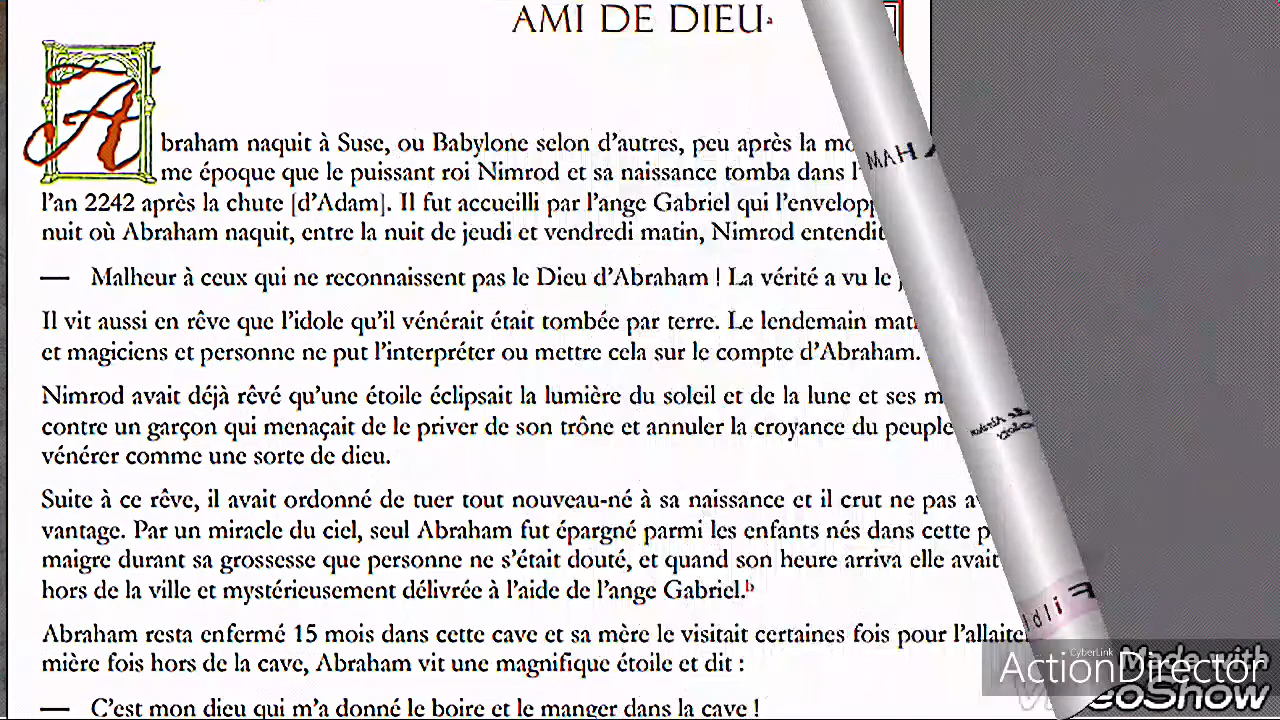 AMI DE DIEU
Abraham naquit à Suse, ou Babylone selon d'autres, peu après la
me époque que le puissant roi Nimrod et sa naissance tomba dans
l'an 2242 après la chute [d'Adam]. Il fut accueilli par l'ange Gabriel qui
nuit où Abraham naquit, entre la nuit de jeudi et vendredi matin, Nimrod entendit
— Malheur à ceux qui ne reconnaissent pas le Dieu d'Abraham ! La vérité a vu le
Il vit aussi en rêve que l'idole qu'il vénérait était tombée par terre. Le lendemain
et magiciens et personne ne put l'interpréter ou mettre cela sur le compte d'Abraham.
Nimrod avait déjà rêvé qu'une étoile éclipsait la lumière du soleil et de la lune et ses
contre un garçon qui menaçait de le priver de son trône et annuler la croyance du peuple
vénérer comme une sorte de dieu.
Suite à ce rêve, il avait ordonné de tuer tout nouveau-né à sa naissance et il crut ne pas
vantage. Par un miracle du ciel, seul Abraham fut épargné parmi les enfants nés dans cette
maigre durant sa grossesse que personne ne s'était douté, et quand son heure arriva elle avait
hors de la ville et mystérieusement délivrée à l'aide de l'ange Gabriel.b
Abraham resta enfermé 15 mois dans cette cave et sa mère le visitait certaines fois pour
mière fois hors de la cave, Abraham vit une magnifique étoile et dit :
— C'est mon dieu qui m'a donné le boire et le manger dans la cave !
CyberLink
ActionDirector
Made with
VideoShow